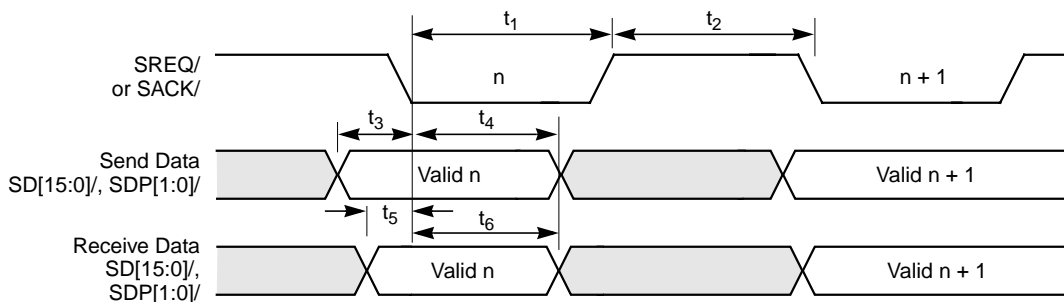 t1
t2
SREQ/
or SACK/
n
n + 1
t3
t4
Send Data
SD[15:0]/, SDP[1:0]/
Valid n
Valid n + 1
t5
t6
Receive Data
SD[15:0]/,
SDP[1:0]/
Valid n
Valid n + 1